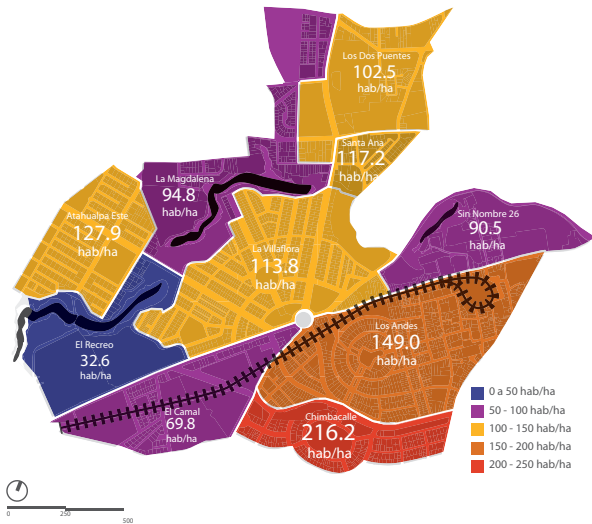 Los Dos Puentes
102.5
hab/ha
Santa Ana
117.2
hab/ha
La Magdalena
94.8
hab/ha
Atahualpa Este
127.9
hab/ha
Sin Nombre 26
90.5
hab/ha
La Villaflora
113.8
hab/ha
El Recreo
32.6
hab/ha
Los Andes
149.0
hab/ha
El Camal
69.8
hab/ha
Chimbacalle
216.2
hab/ha
0 a 50 hab/ha
50 - 100 hab/ha
100 - 150 hab/ha
150 - 200 hab/ha
200 - 250 hab/ha
0
250
500